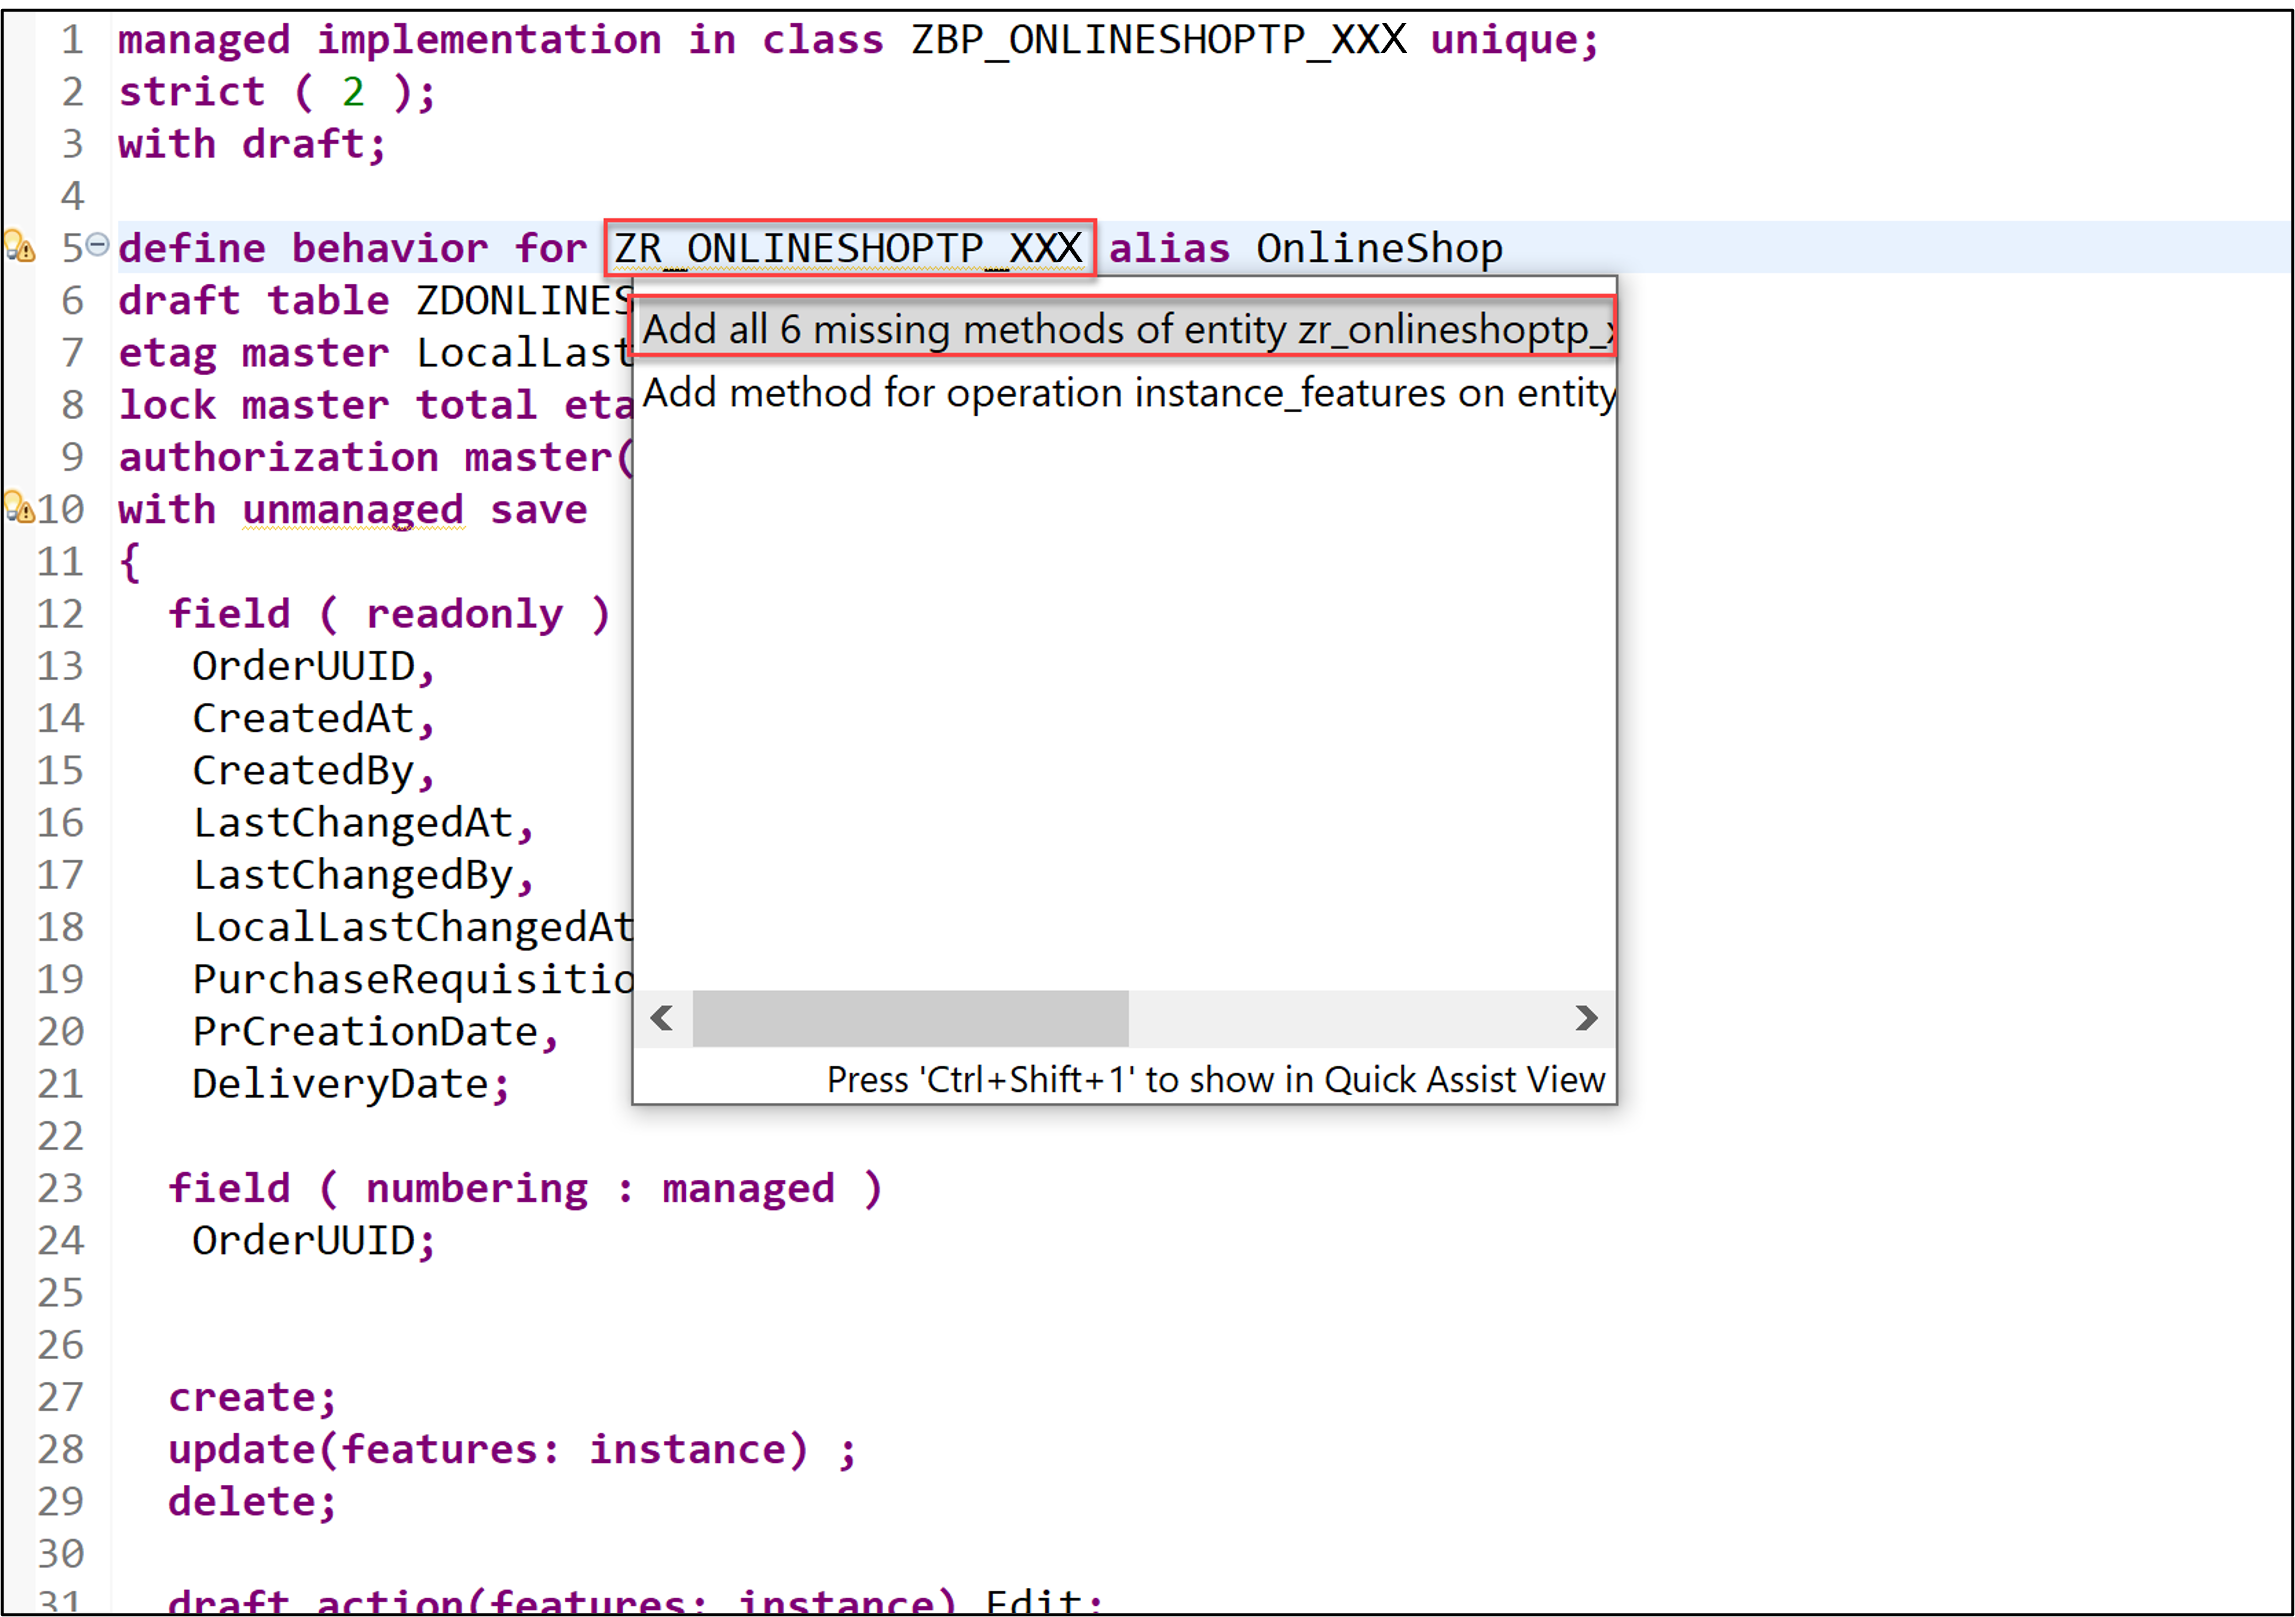 1 managed implementation in class ZBP_ONLINESHOPTP_XXX unique;
2 strict ( 2 );
3 with draft;
4
5 define behavior for ZR_ONLINESHOPTP_XXX alias OnlineShop
6 draft table ZDONLINES
Add all 6 missing methods of entity zr_onlineshoptp_x
7 etag master LocalLast
Add method for operation instance_features on entity
8 lock master total eta
9 authorization master(
10 with unmanaged save
11 {
12 field ( readonly )
13 OrderUUID,
14 CreatedAt,
15 CreatedBy,
16 LastChangedAt,
17 LastChangedBy,
18 LocalLastChangedAt
19 PurchaseRequisitio
20 PrCreationDate,
21 DeliveryDate;
Press 'Ctrl+Shift+1' to show in Quick Assist View
22
23 field ( numbering : managed )
24 OrderUUID;
25
26
27 create;
28 update(features: instance) ;
29 delete;
30
31 draft action(features: instance) Edit;